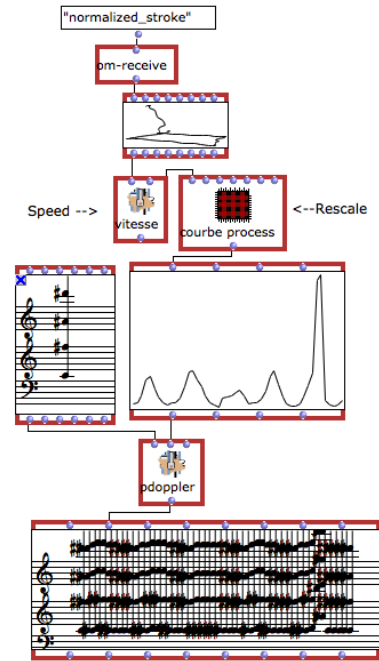 "normalized_stroke"
om-receive
Speed -->
vitesse
courbe process
<--Rescale
pdoppler